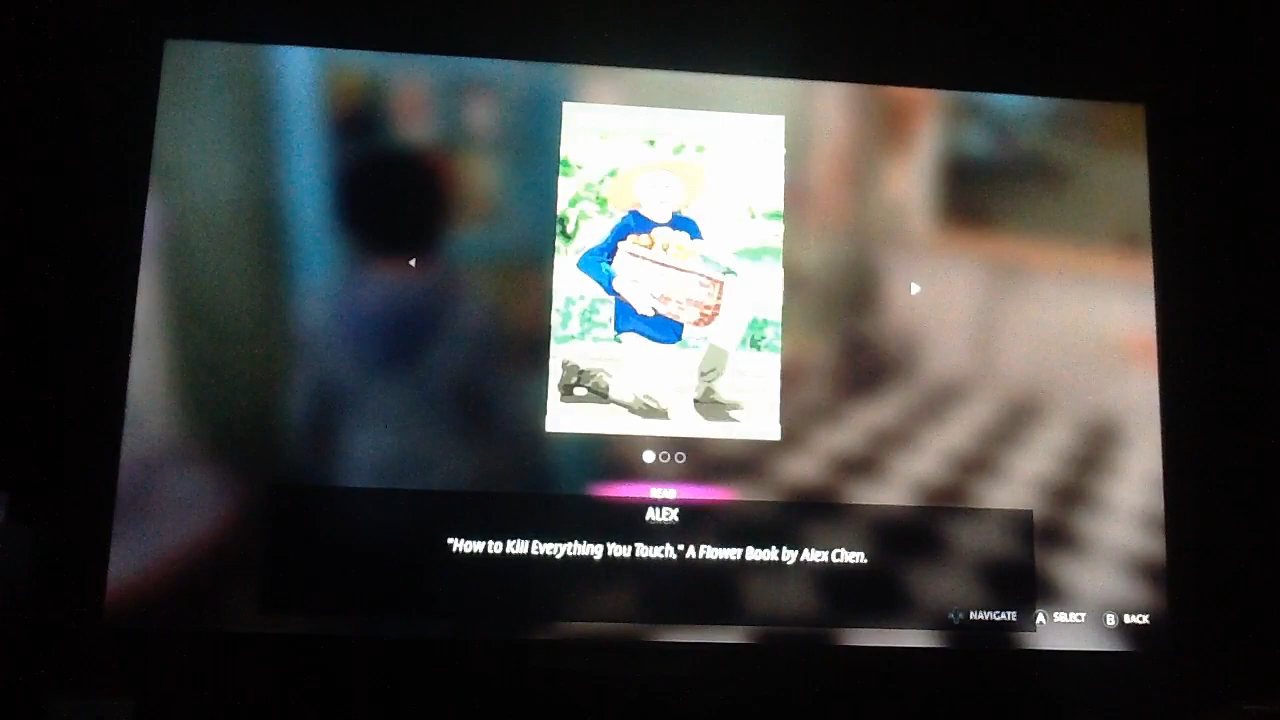 READ
ALEX
"How to Kill Everything You Touch," A Flower Book by Alex Chen.
NAVIGATE A SELECT B BACK